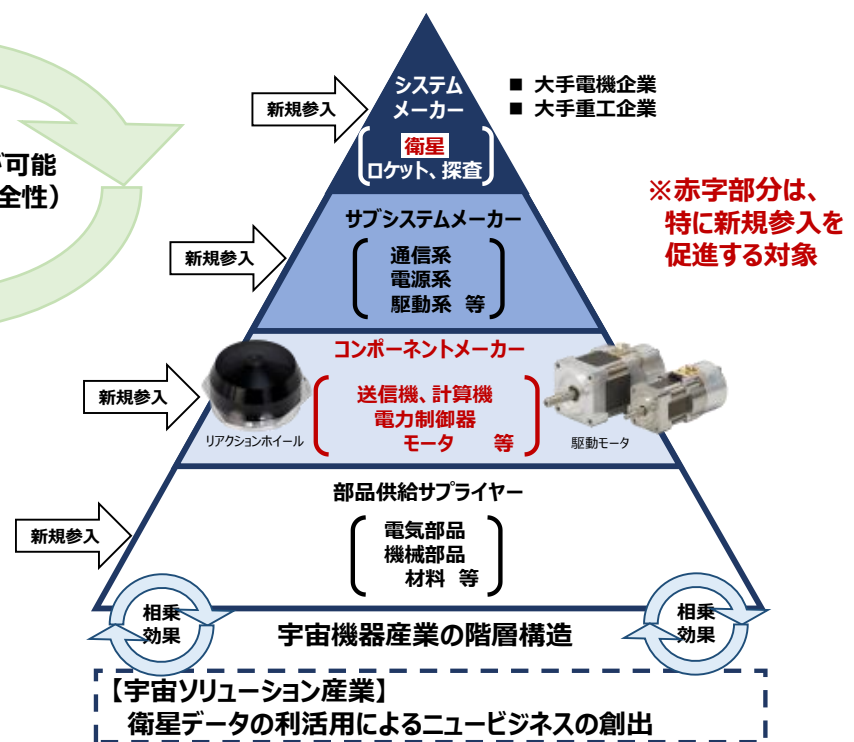 システム
メーカー
衛星
ロケット、探査
■ 大手電機企業
■ 大手重工企業
新規参入
可能
全性）
※赤字部分は、
特に新規参入を
促進する対象
サブシステムメーカー
通信系
電源系
駆動系 等
新規参入
コンポーネントメーカー
送信機、計算機
電力制御器
モータ 等
新規参入
リアクションホイール
駆動モータ
部品供給サプライヤー
電気部品
機械部品
材料 等
新規参入
相乗
効果
宇宙機器産業の階層構造
相乗
効果
【宇宙ソリューション産業】
衛星データの利活用によるニュービジネスの創出